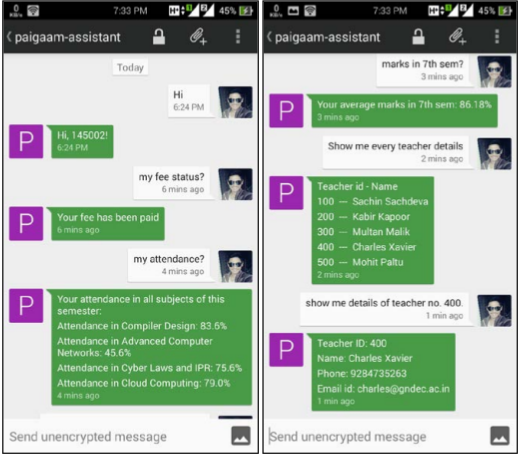 0
KB/s
7:33 PM
H+ 1 2 45%
paigaam-assistant
Today
Hi
6:24 PM
P
Hi, 145002!
6:24 PM
my fee status?
6 mins ago
P
Your fee has been paid
6 mins ago
my attendance?
4 mins ago
P
Your attendance in all subjects of this
semester:
Attendance in Compiler Design: 83.6%
Attendance in Advanced Computer
Networks: 45.6%
Attendance in Cyber Laws and IPR: 75.6%
Attendance in Cloud Computing: 79.0%
4 mins ago
Send unencrypted message
0
KB/s
7:33 PM
H+ 1 2 45%
paigaam-assistant
marks in 7th sem?
3 mins ago
P
Your average marks in 7th sem: 86.18%
3 mins ago
Show me every teacher details
2 mins ago
P
Teacher id - Name
100 --- Sachin Sachdeva
200 --- Kabir Kapoor
300 --- Multan Malik
400 --- Charles Xavier
500 --- Mohit Paltu
2 mins ago
show me details of teacher no. 400.
1 min ago
P
Teacher ID: 400
Name: Charles Xavier
Phone: 9284735263
Email id: charles@gndec.ac.in
1 min ago
Send unencrypted message